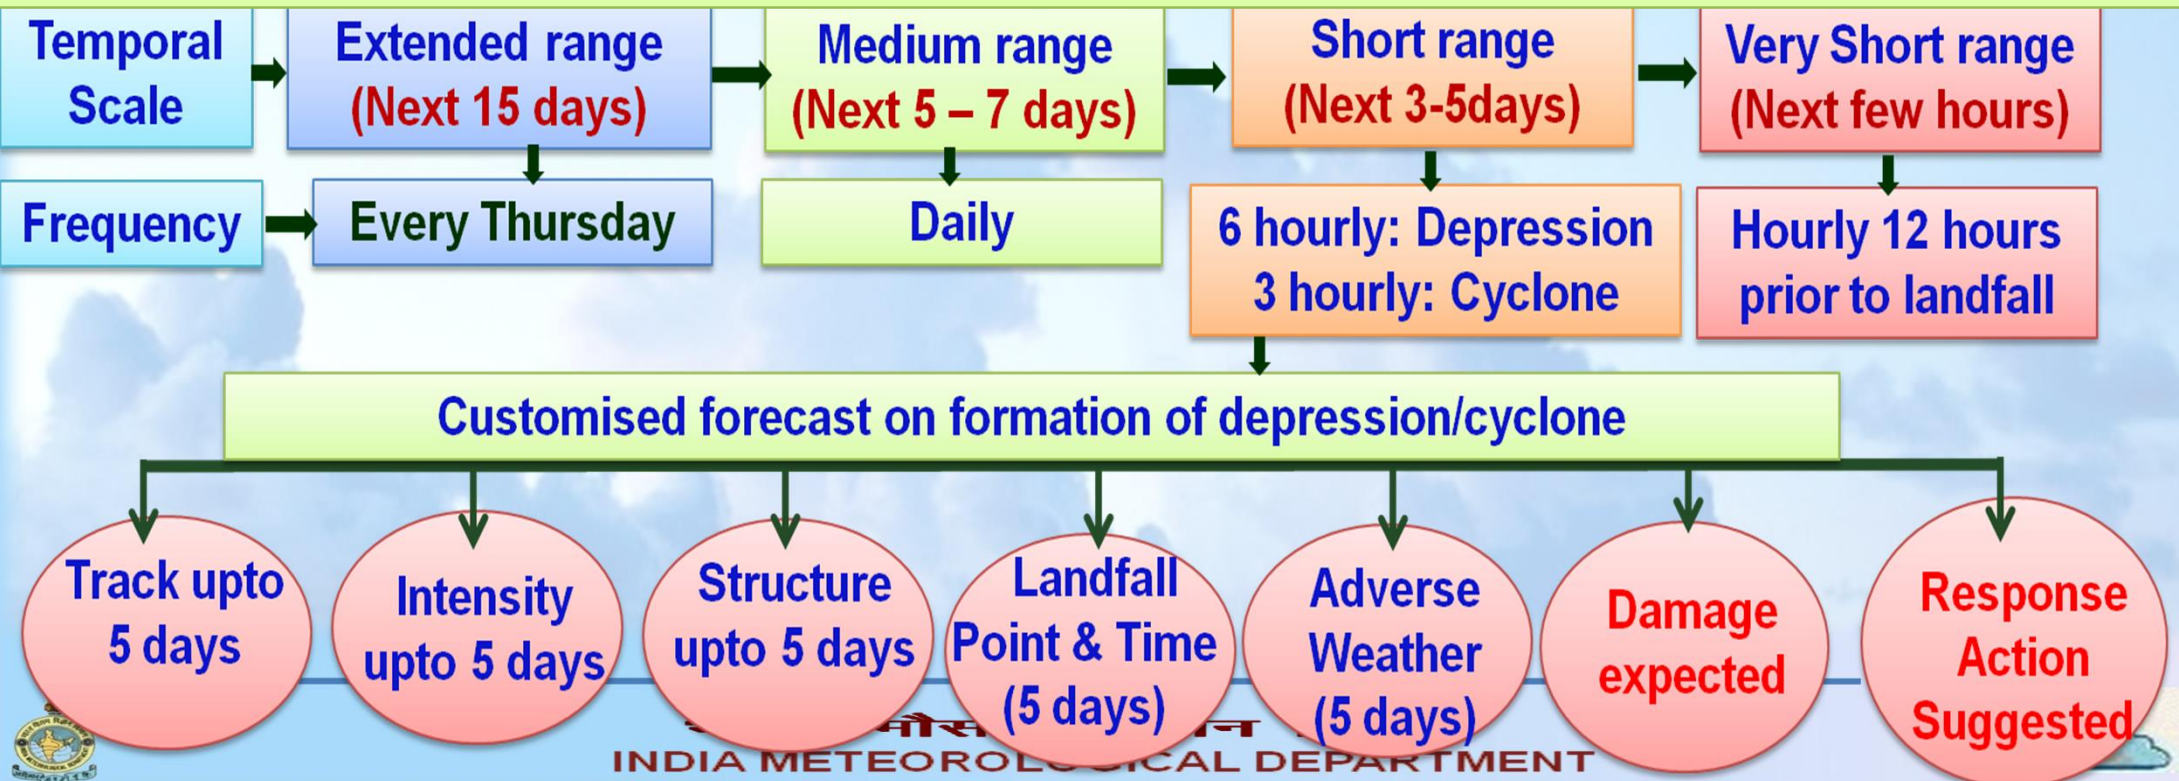 Temporal
Scale
Extended range
(Next 15 days)
Medium range
(Next 5 – 7 days)
Short range
(Next 3-5days)
Very Short range
(Next few hours)
Frequency
Every Thursday
Daily
6 hourly: Depression
3 hourly: Cyclone
Hourly 12 hours
prior to landfall
Customised forecast on formation of depression/cyclone
Track upto
5 days
Intensity
upto 5 days
Structure
upto 5 days
Landfall
Point & Time
(5 days)
Adverse
Weather
(5 days)
Damage
expected
Response
Action
Suggested
INDIA METEOROLOGICAL DEPARTMENT